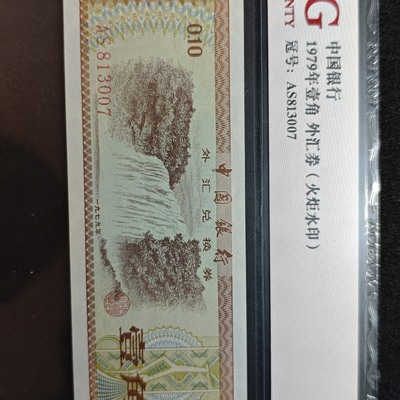 AS813007
010
中国银行
外汇兑换券
一九七九年
壹角
G
NTY
中国银行
1979年壹角 外汇券（火炬水印）
冠号：AS813007